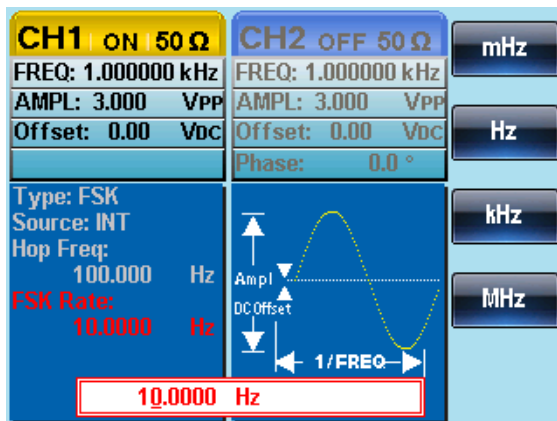 CH1 ON 50 Ω
FREQ: 1.000000 kHz
AMPL: 3.000 VPP
Offset: 0.00 VDC
CH2 OFF 50 Ω
FREQ: 1.000000 kHz
AMPL: 3.000 VPP
Offset: 0.00 VDC
Phase: 0.0 °
Type: FSK
Source: INT
Hop Freq:
100.000 Hz
FSK Rate:
10.0000 Hz
Ampl
DC Offset
1/FREQ
10.0000 Hz
mHz
Hz
kHz
MHz